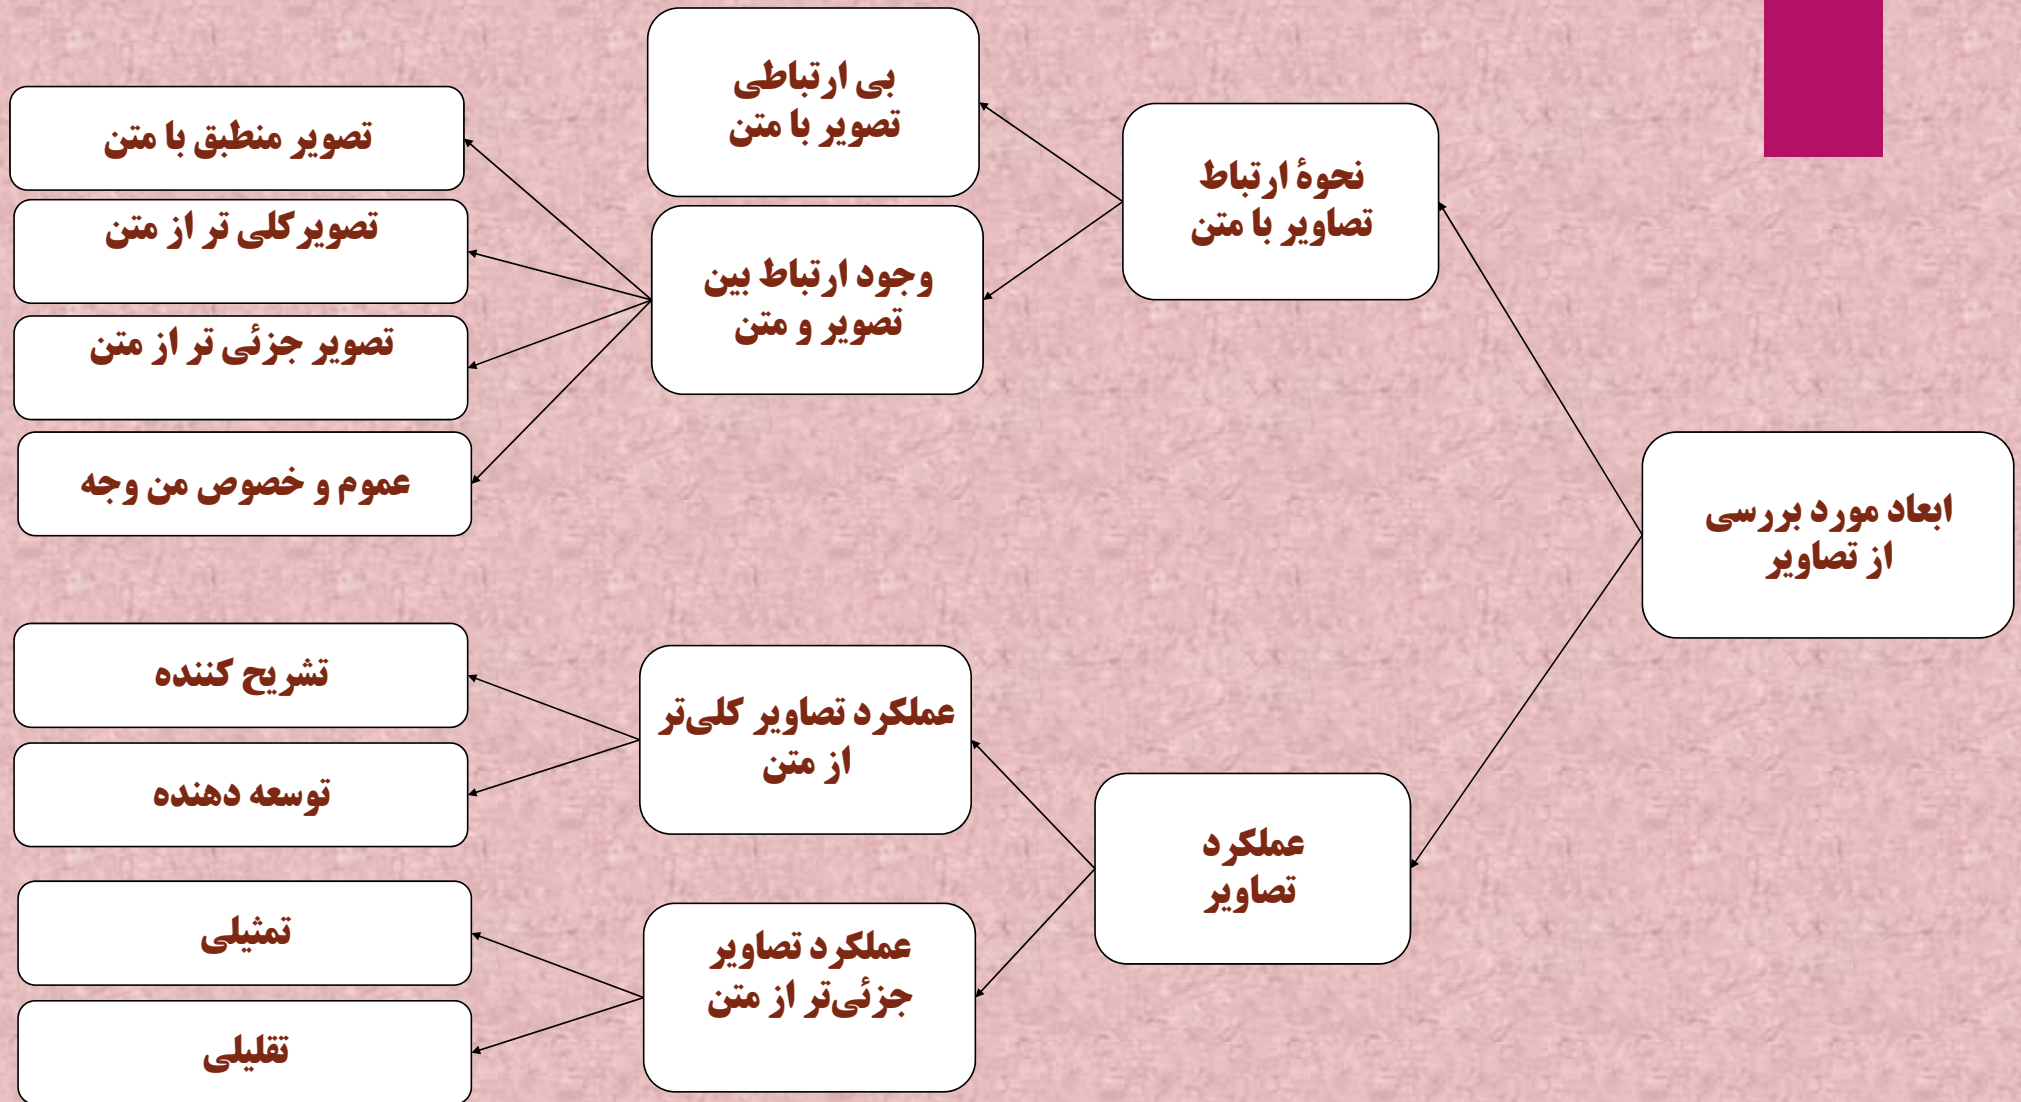 ابعاد مورد بررسی
از تصاویر
نحوهٔ ارتباط
تصاویر با متن
بی ارتباطی
تصویر با متن
وجود ارتباط بین
تصویر و متن
تصویر منطبق با متن
تصویرکلی تر از متن
تصویر جزئی تر از متن
عموم و خصوص من وجه
عملکرد
تصاویر
عملکرد تصاویر کلی‌تر
از متن
تشریح کننده
توسعه دهنده
عملکرد تصاویر
جزئی‌تر از متن
تمثیلی
تقلیلی